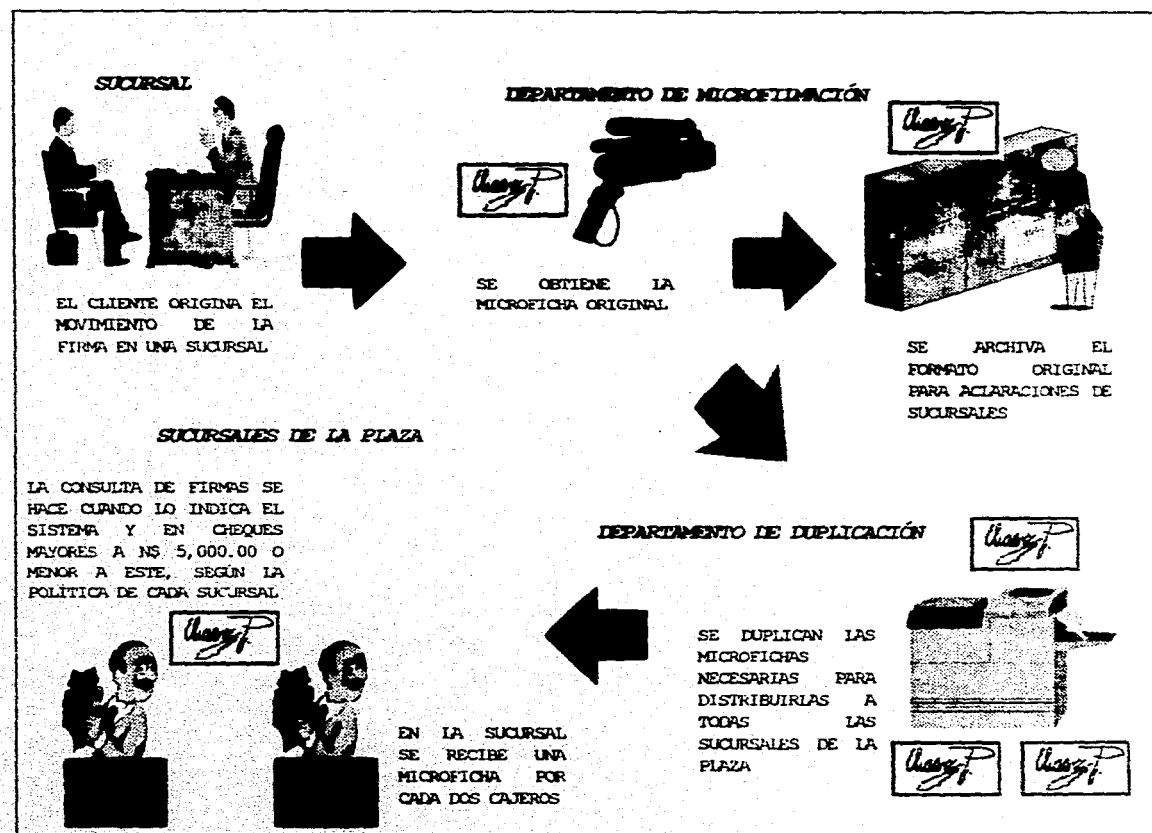 SUCURSAL
EL CLIENTE ORIGINA EL
MOVIMIENTO DE LA
FIRMA EN UNA SUCURSAL
DEPARTAMENTO DE MICROFILMACIÓN
SE OBTIENE LA
MICROFICHA ORIGINAL
SE ARCHIVA EL
FORMATO ORIGINAL
PARA ACLARACIONES DE
SUCURSALES
SUCURSALES DE LA PLAZA
LA CONSULTA DE FIRMAS SE
HACE CUANDO LO INDICA EL
SISTEMA Y EN CHEQUES
MAYORES A N$ 5,000.00 O
MENOR A ESTE, SEGÚN LA
POLÍTICA DE CADA SUCURSAL
EN LA SUCURSAL
SE RECIBE UNA
MICROFICHA POR
CADA DOS CAJEROS
DEPARTAMENTO DE DUPLICACIÓN
SE DUPLICAN LAS
MICROFICHAS
NECESARIAS PARA
DISTRIBUIRLAS A
TODAS LAS
SUCURSALES DE LA
PLAZA